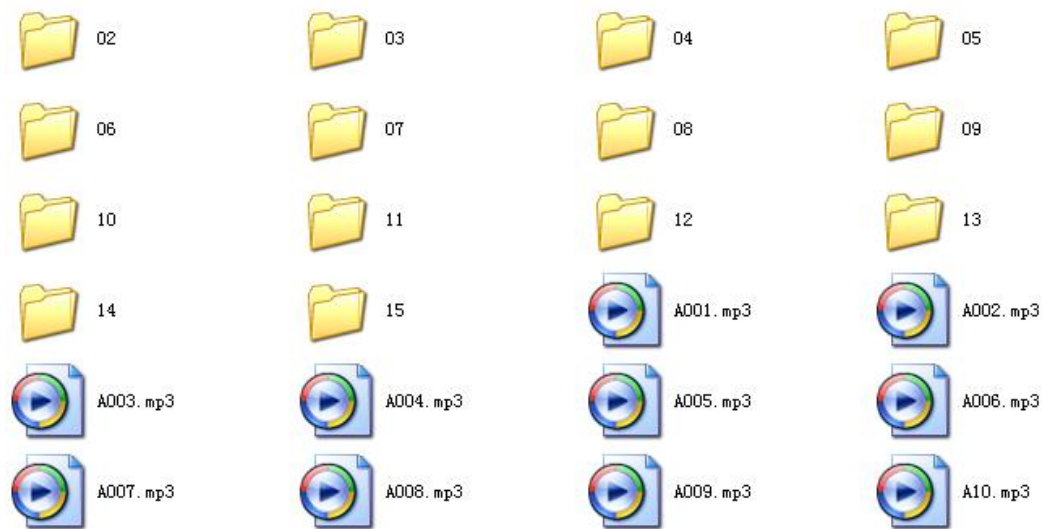 02 03 04 05
06 07 08 09
10 11 12 13
14 15 A001.mp3 A002.mp3
A003.mp3 A004.mp3 A005.mp3 A006.mp3
A007.mp3 A008.mp3 A009.mp3 A10.mp3